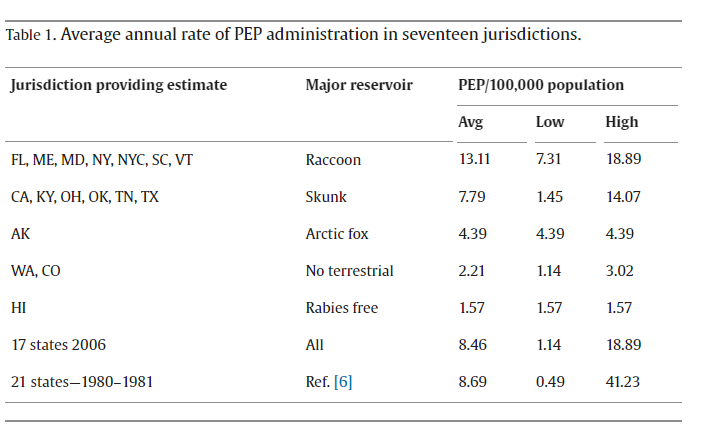 Table 1. Average annual rate of PEP administration in seventeen jurisdictions.
Jurisdiction providing estimate Major reservoir PEP/100,000 population
Avg Low High
FL, ME, MD, NY, NYC, SC, VT Raccoon 13.11 7.31 18.89
CA, KY, OH, OK, TN, TX Skunk 7.79 1.45 14.07
AK Arctic fox 4.39 4.39 4.39
WA, CO No terrestrial 2.21 1.14 3.02
HI Rabies free 1.57 1.57 1.57
17 states 2006 All 8.46 1.14 18.89
21 states—1980–1981 Ref. [6] 8.69 0.49 41.23